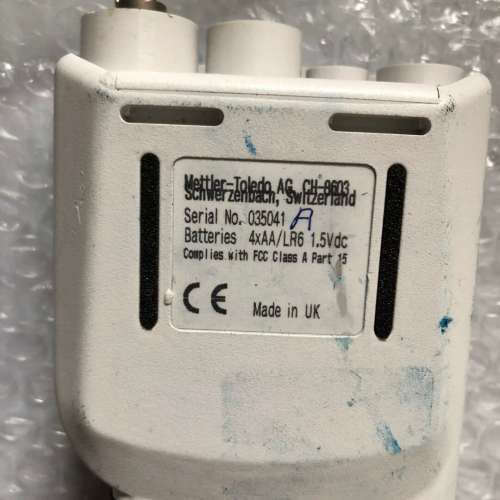 Mettler-Toledo AG, CH-8603
Schwerzenbach, Switzerland
Serial No. 035041 A
Batteries 4xAA/LR6 1.5Vdc
Complies with FCC Class A Part 15
CE Made in UK